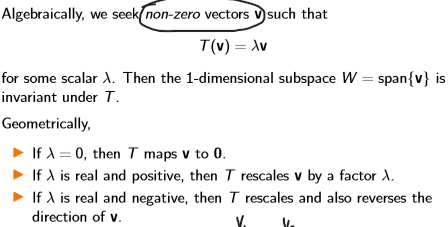 Algebraically, we seek non-zero vectors v such that
T(v) = λv
for some scalar λ. Then the 1-dimensional subspace W = span{v} is
invariant under T.
Geometrically,
▶ If λ = 0, then T maps v to 0.
▶ If λ is real and positive, then T rescales v by a factor λ.
▶ If λ is real and negative, then T rescales and also reverses the
direction of v.